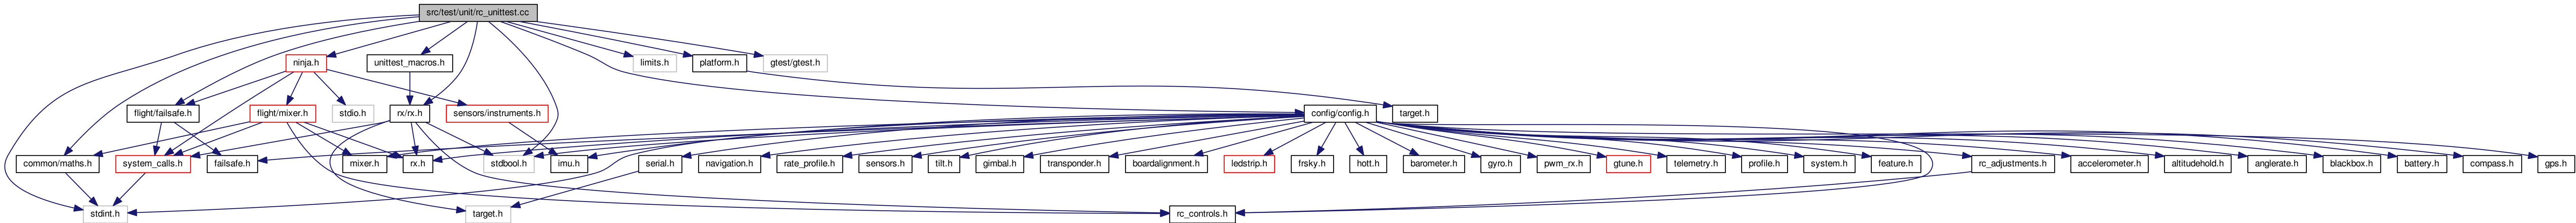 src/test/unit/rc_unittest.cc
ninja.h
unittest_macros.h
limits.h
platform.h
gtest/gtest.h
flight/failsafe.h
flight/mixer.h
stdio.h
rx/rx.h
sensors/instruments.h
config/config.h
target.h
common/maths.h
system_calls.h
failsafe.h
mixer.h
rx.h
stdbool.h
imu.h
serial.h
navigation.h
rate_profile.h
sensors.h
tilt.h
gimbal.h
transponder.h
boardalignment.h
ledstrip.h
frsky.h
hott.h
barometer.h
gyro.h
pwm_rx.h
gtune.h
telemetry.h
profile.h
system.h
feature.h
rc_adjustments.h
accelerometer.h
altitudehold.h
anglerate.h
blackbox.h
battery.h
compass.h
gps.h
stdint.h
target.h
rc_controls.h